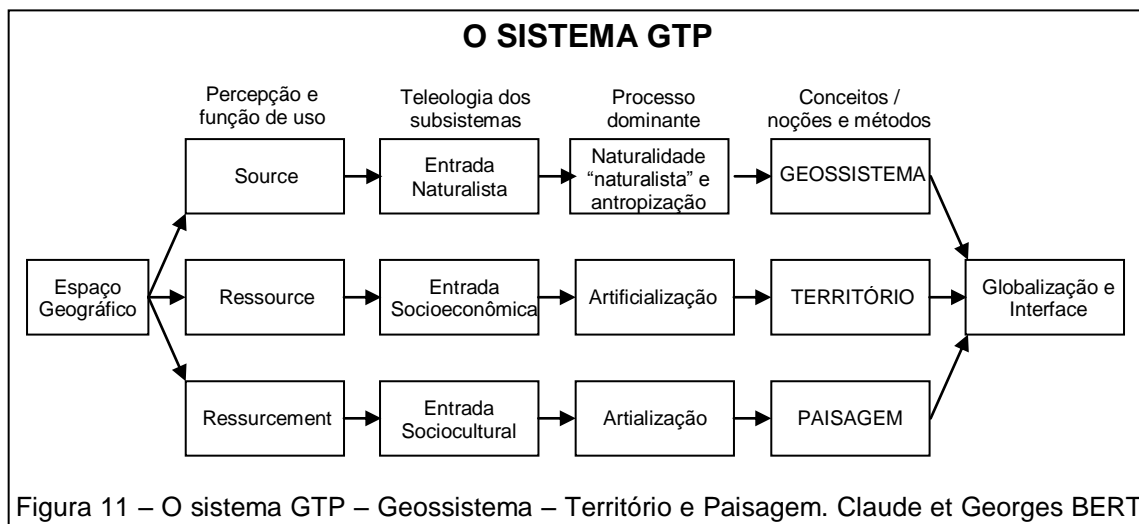 O SISTEMA GTP
Percepção e
função de uso
Teleologia dos
subsistemas
Processo
dominante
Conceitos /
noções e métodos
Source
Entrada
Naturalista
Naturalidade
“naturalista” e
antropização
GEOSSISTEMA
Espaço
Geográfico
Ressource
Entrada
Socioeconômica
Artificialização
TERRITÓRIO
Globalização e
Interface
Ressurcement
Entrada
Sociocultural
Artialização
PAISAGEM
Figura 11 – O sistema GTP – Geossistema – Território e Paisagem. Claude et Georges BERT